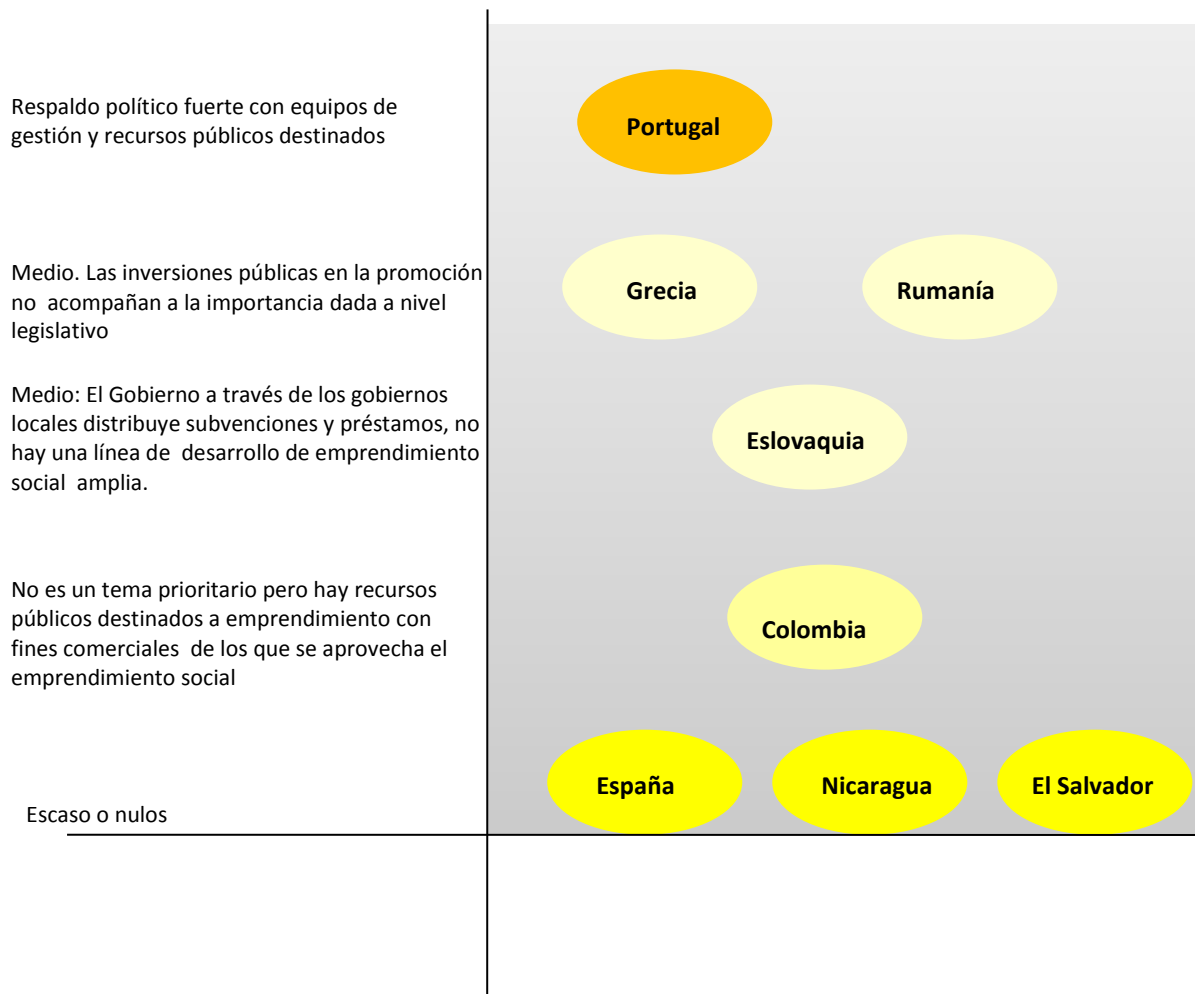 Respaldo político fuerte con equipos de
gestión y recursos públicos destinados
Portugal
Medio. Las inversiones públicas en la promoción
no  acompañan a la importancia dada a nivel
legislativo
Grecia
Rumanía
Medio: El Gobierno a través de los gobiernos
locales distribuye subvenciones y préstamos, no
hay una línea de  desarrollo de emprendimiento
social  amplia.
Eslovaquia
No es un tema prioritario pero hay recursos
públicos destinados a emprendimiento con
fines comerciales  de los que se aprovecha el
emprendimiento social
Colombia
España
Nicaragua
El Salvador
Escaso o nulos